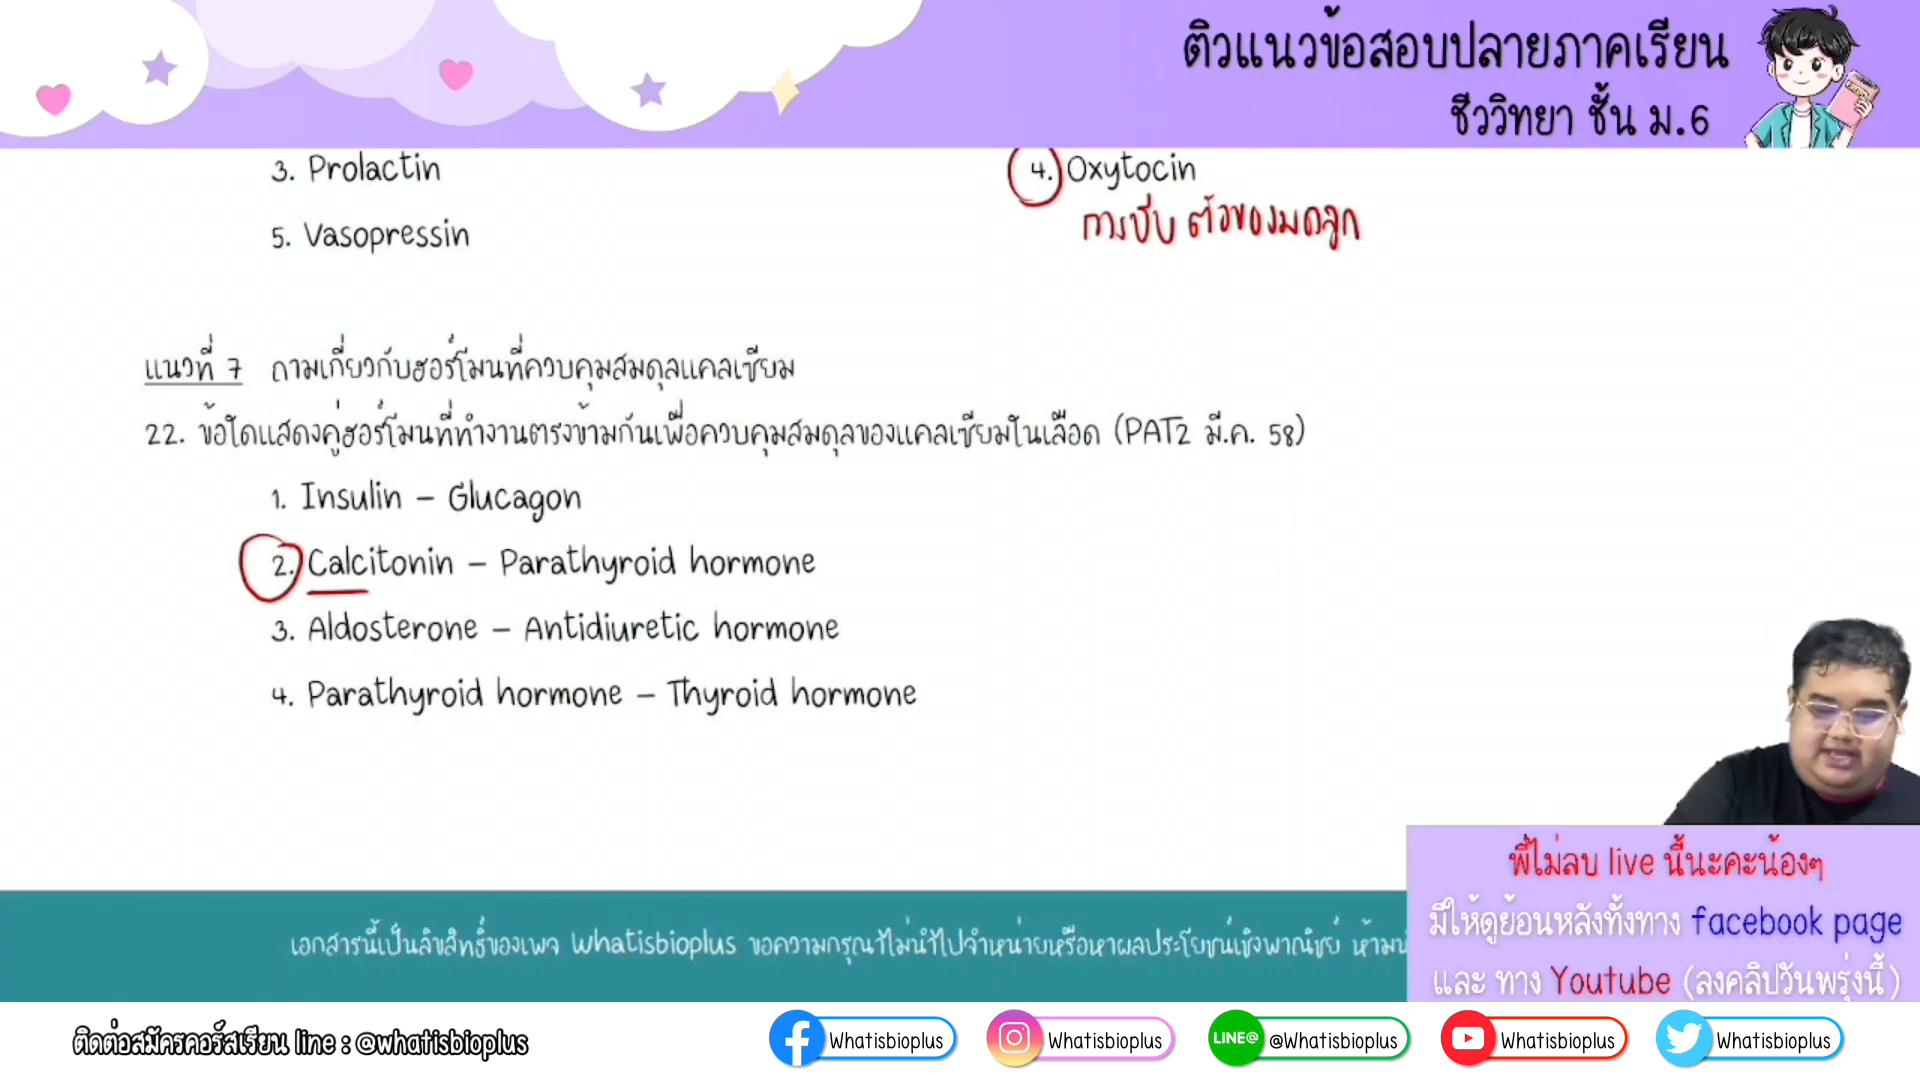 ติวแนวข้อสอบปลายภาคเรียน
ชีววิทยา ชั้น ม.6
3. Prolactin
4. Oxytocin
การบีบ ตัวของมดลูก
5. Vasopressin
แนวที่ 7 ถามเกี่ยวกับฮอร์โมนที่ควบคุมสมดุลแคลเซียม
22. ข้อใดแสดงคู่ฮอร์โมนที่ทำงานตรงข้ามกันเพื่อควบคุมสมดุลของแคลเซียมในเลือด (PAT2 มี.ค. 58)
1. Insulin – Glucagon
2. Calcitonin – Parathyroid hormone
3. Aldosterone – Antidiuretic hormone
4. Parathyroid hormone – Thyroid hormone
พี่ไม่ลบ live นี้นะคะน้องๆ
มีให้ดูย้อนหลังทั้งทาง facebook page
และ ทาง Youtube (ลงคลิปวันพรุ่งนี้)
เอกสารนี้เป็นลิขสิทธิ์ของเพจ Whatisbioplus ขอความกรุณาไม่นำไปจำหน่ายหรือหาผลประโยชน์เชิงพาณิชย์
ติดต่อสมัครคอร์สเรียน line : @whatisbioplus
Whatisbioplus
Whatisbioplus
LINE@ @Whatisbioplus
Whatisbioplus
Whatisbioplus